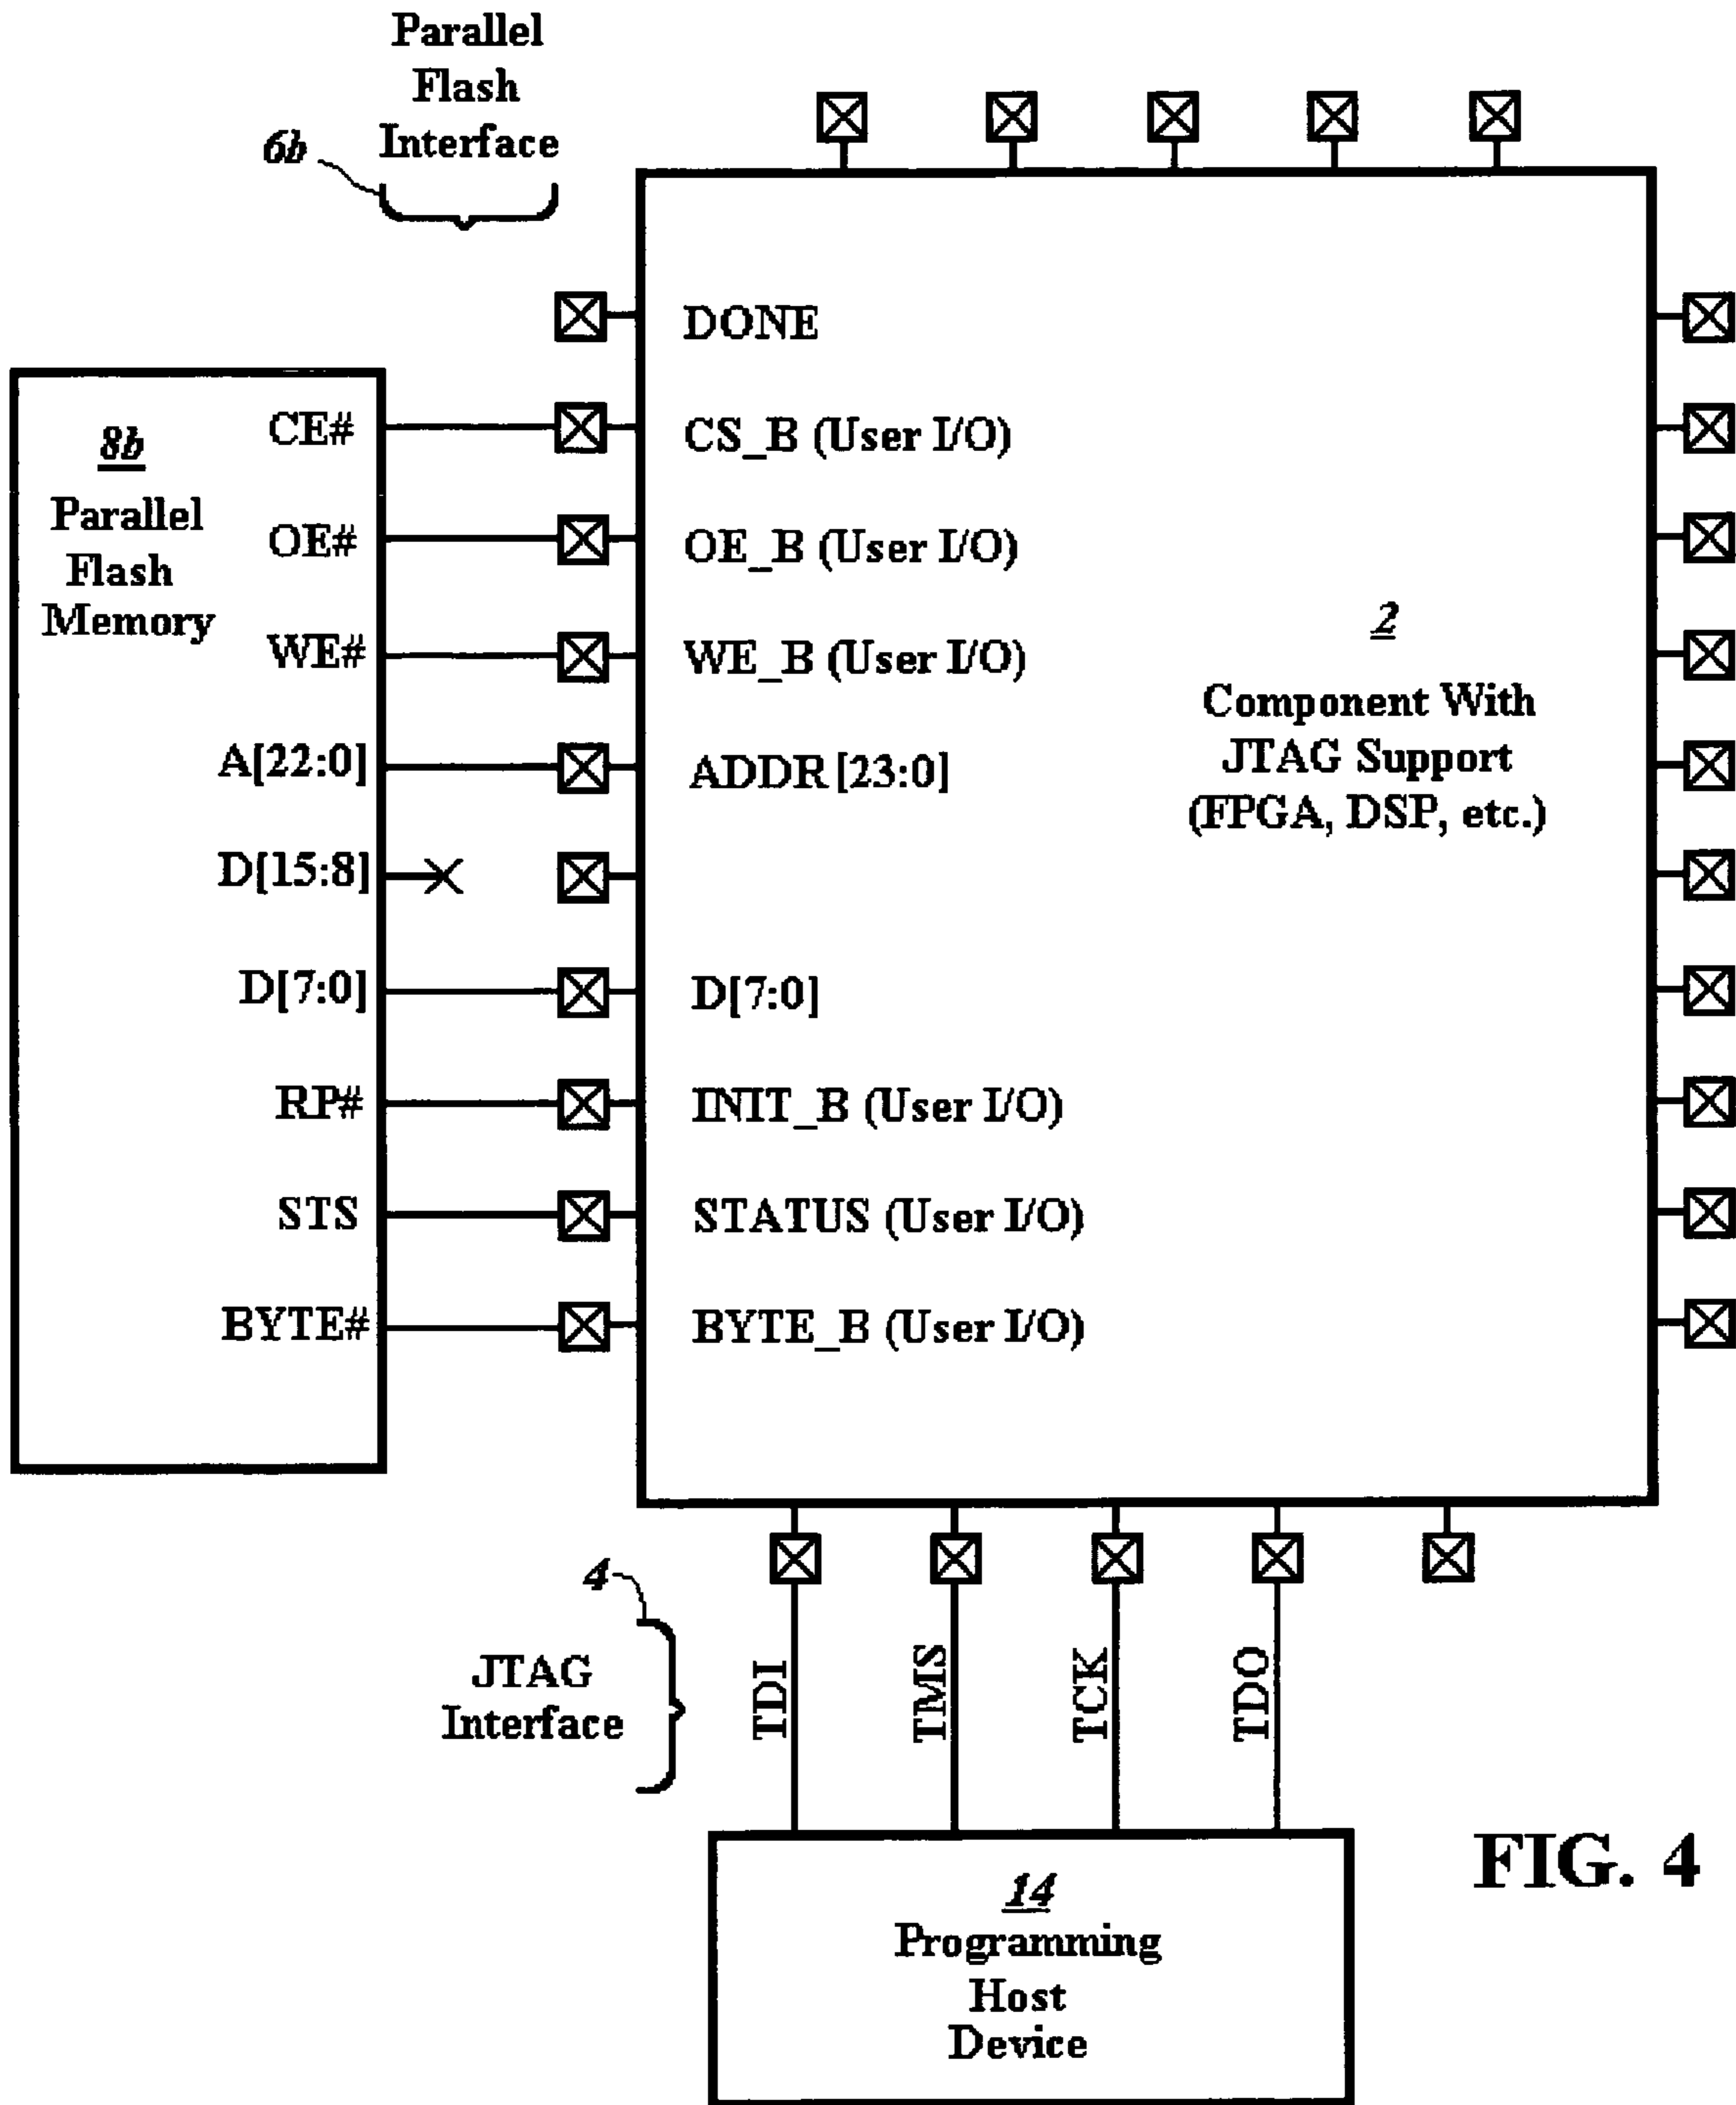 Parallel
Flash
Interface
6b
DONE
8b
Parallel
Flash
Memory
CE#
CS_B (User I/O)
OE#
OE_B (User I/O)
WE#
WE_B (User I/O)
2
Component With
JTAG Support
(FPGA, DSP, etc.)
A[22:0]
ADDR[23:0]
D[15:8]
D[7:0]
D[7:0]
RP#
INIT_B (User I/O)
STS
STATUS (User I/O)
BYTE#
BYTE_B (User I/O)
4
JTAG
Interface
TDI
TMS
TCK
TDO
14
Programming
Host
Device
FIG. 4